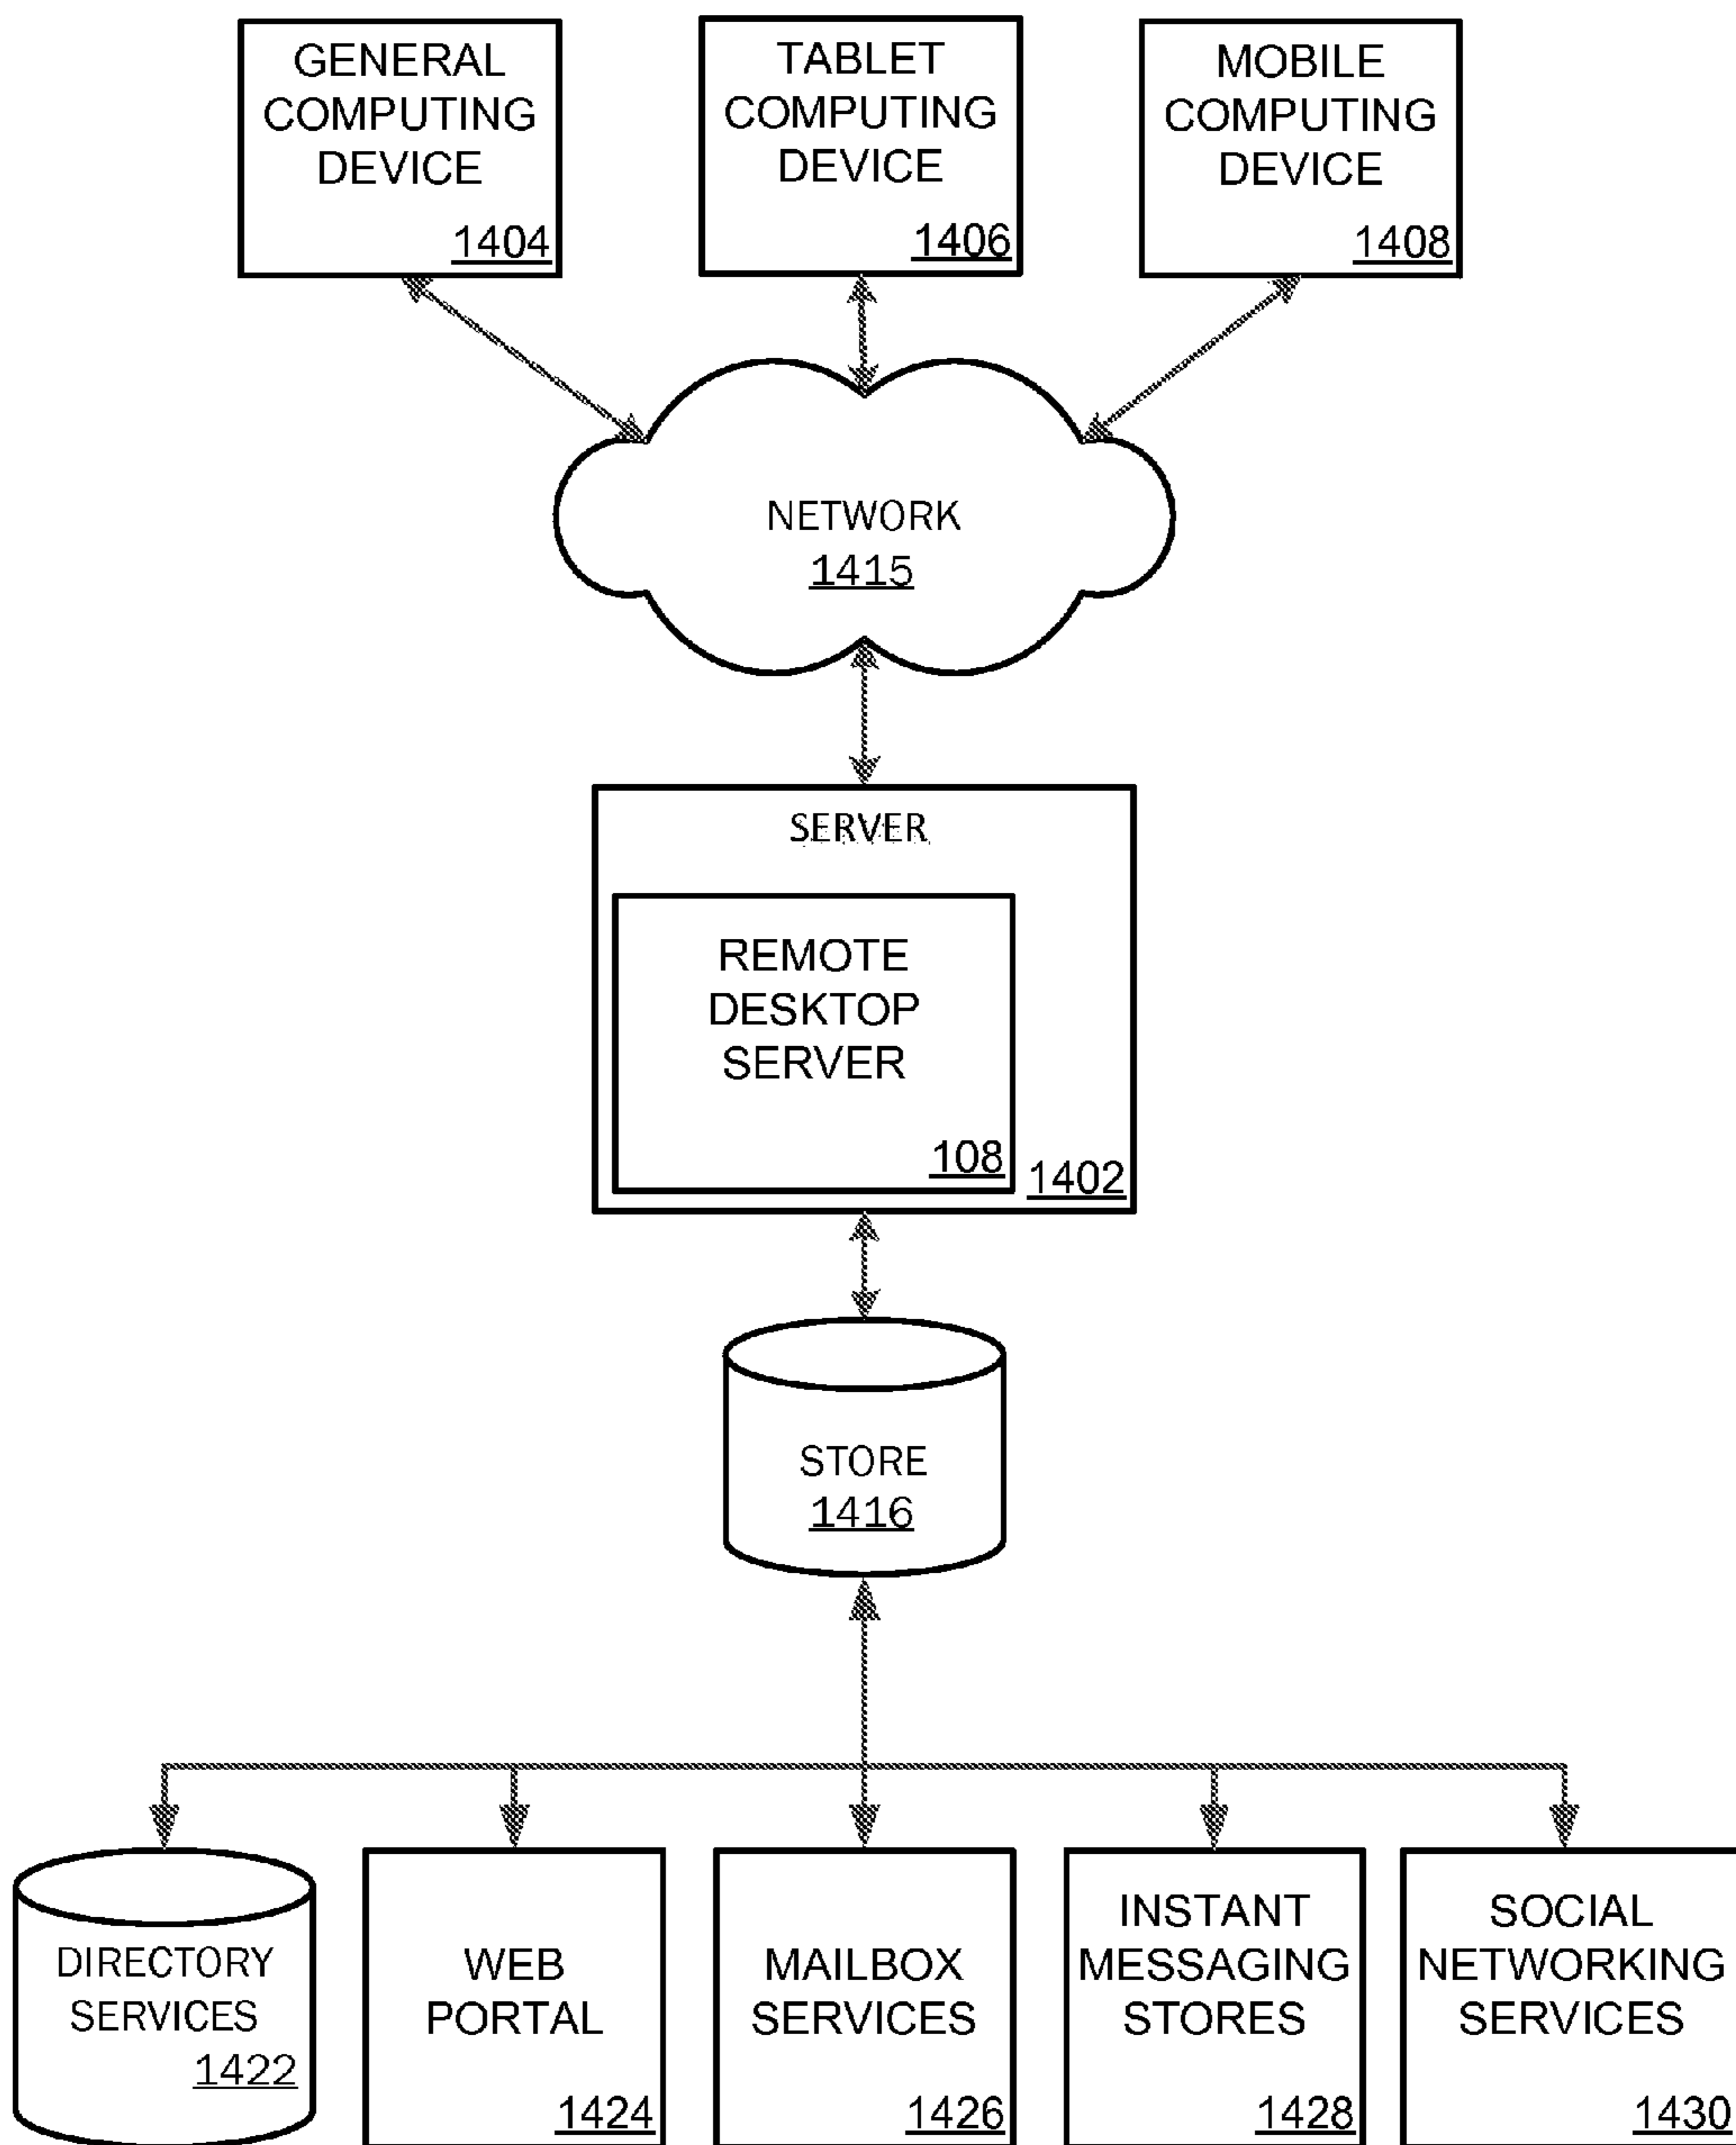 GENERAL
COMPUTING
DEVICE
1404
TABLET
COMPUTING
DEVICE
1406
MOBILE
COMPUTING
DEVICE
1408
NETWORK
1415
SERVER
REMOTE
DESKTOP
SERVER
108
1402
STORE
1416
DIRECTORY
SERVICES
1422
WEB
PORTAL
1424
MAILBOX
SERVICES
1426
INSTANT
MESSAGING
STORES
1428
SOCIAL
NETWORKING
SERVICES
1430